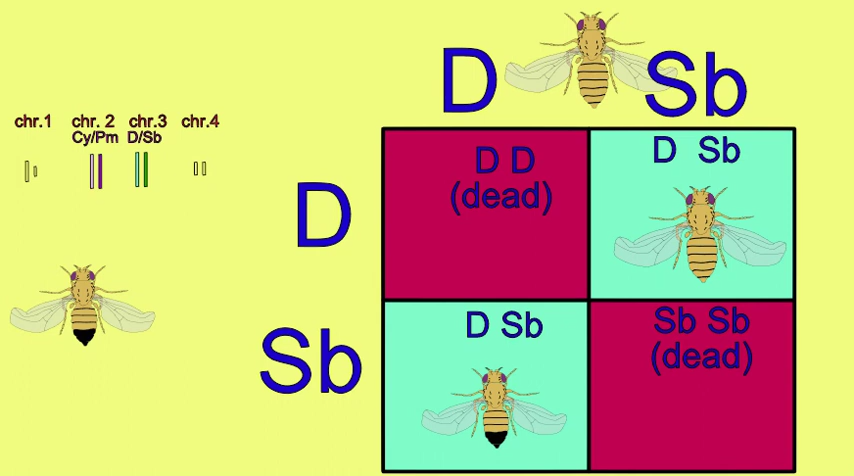 D Sb
chr.1 chr. 2 chr.3 chr.4
Cy/Pm D/Sb
D
D D
(dead)
D Sb
Sb
D Sb
Sb Sb
(dead)